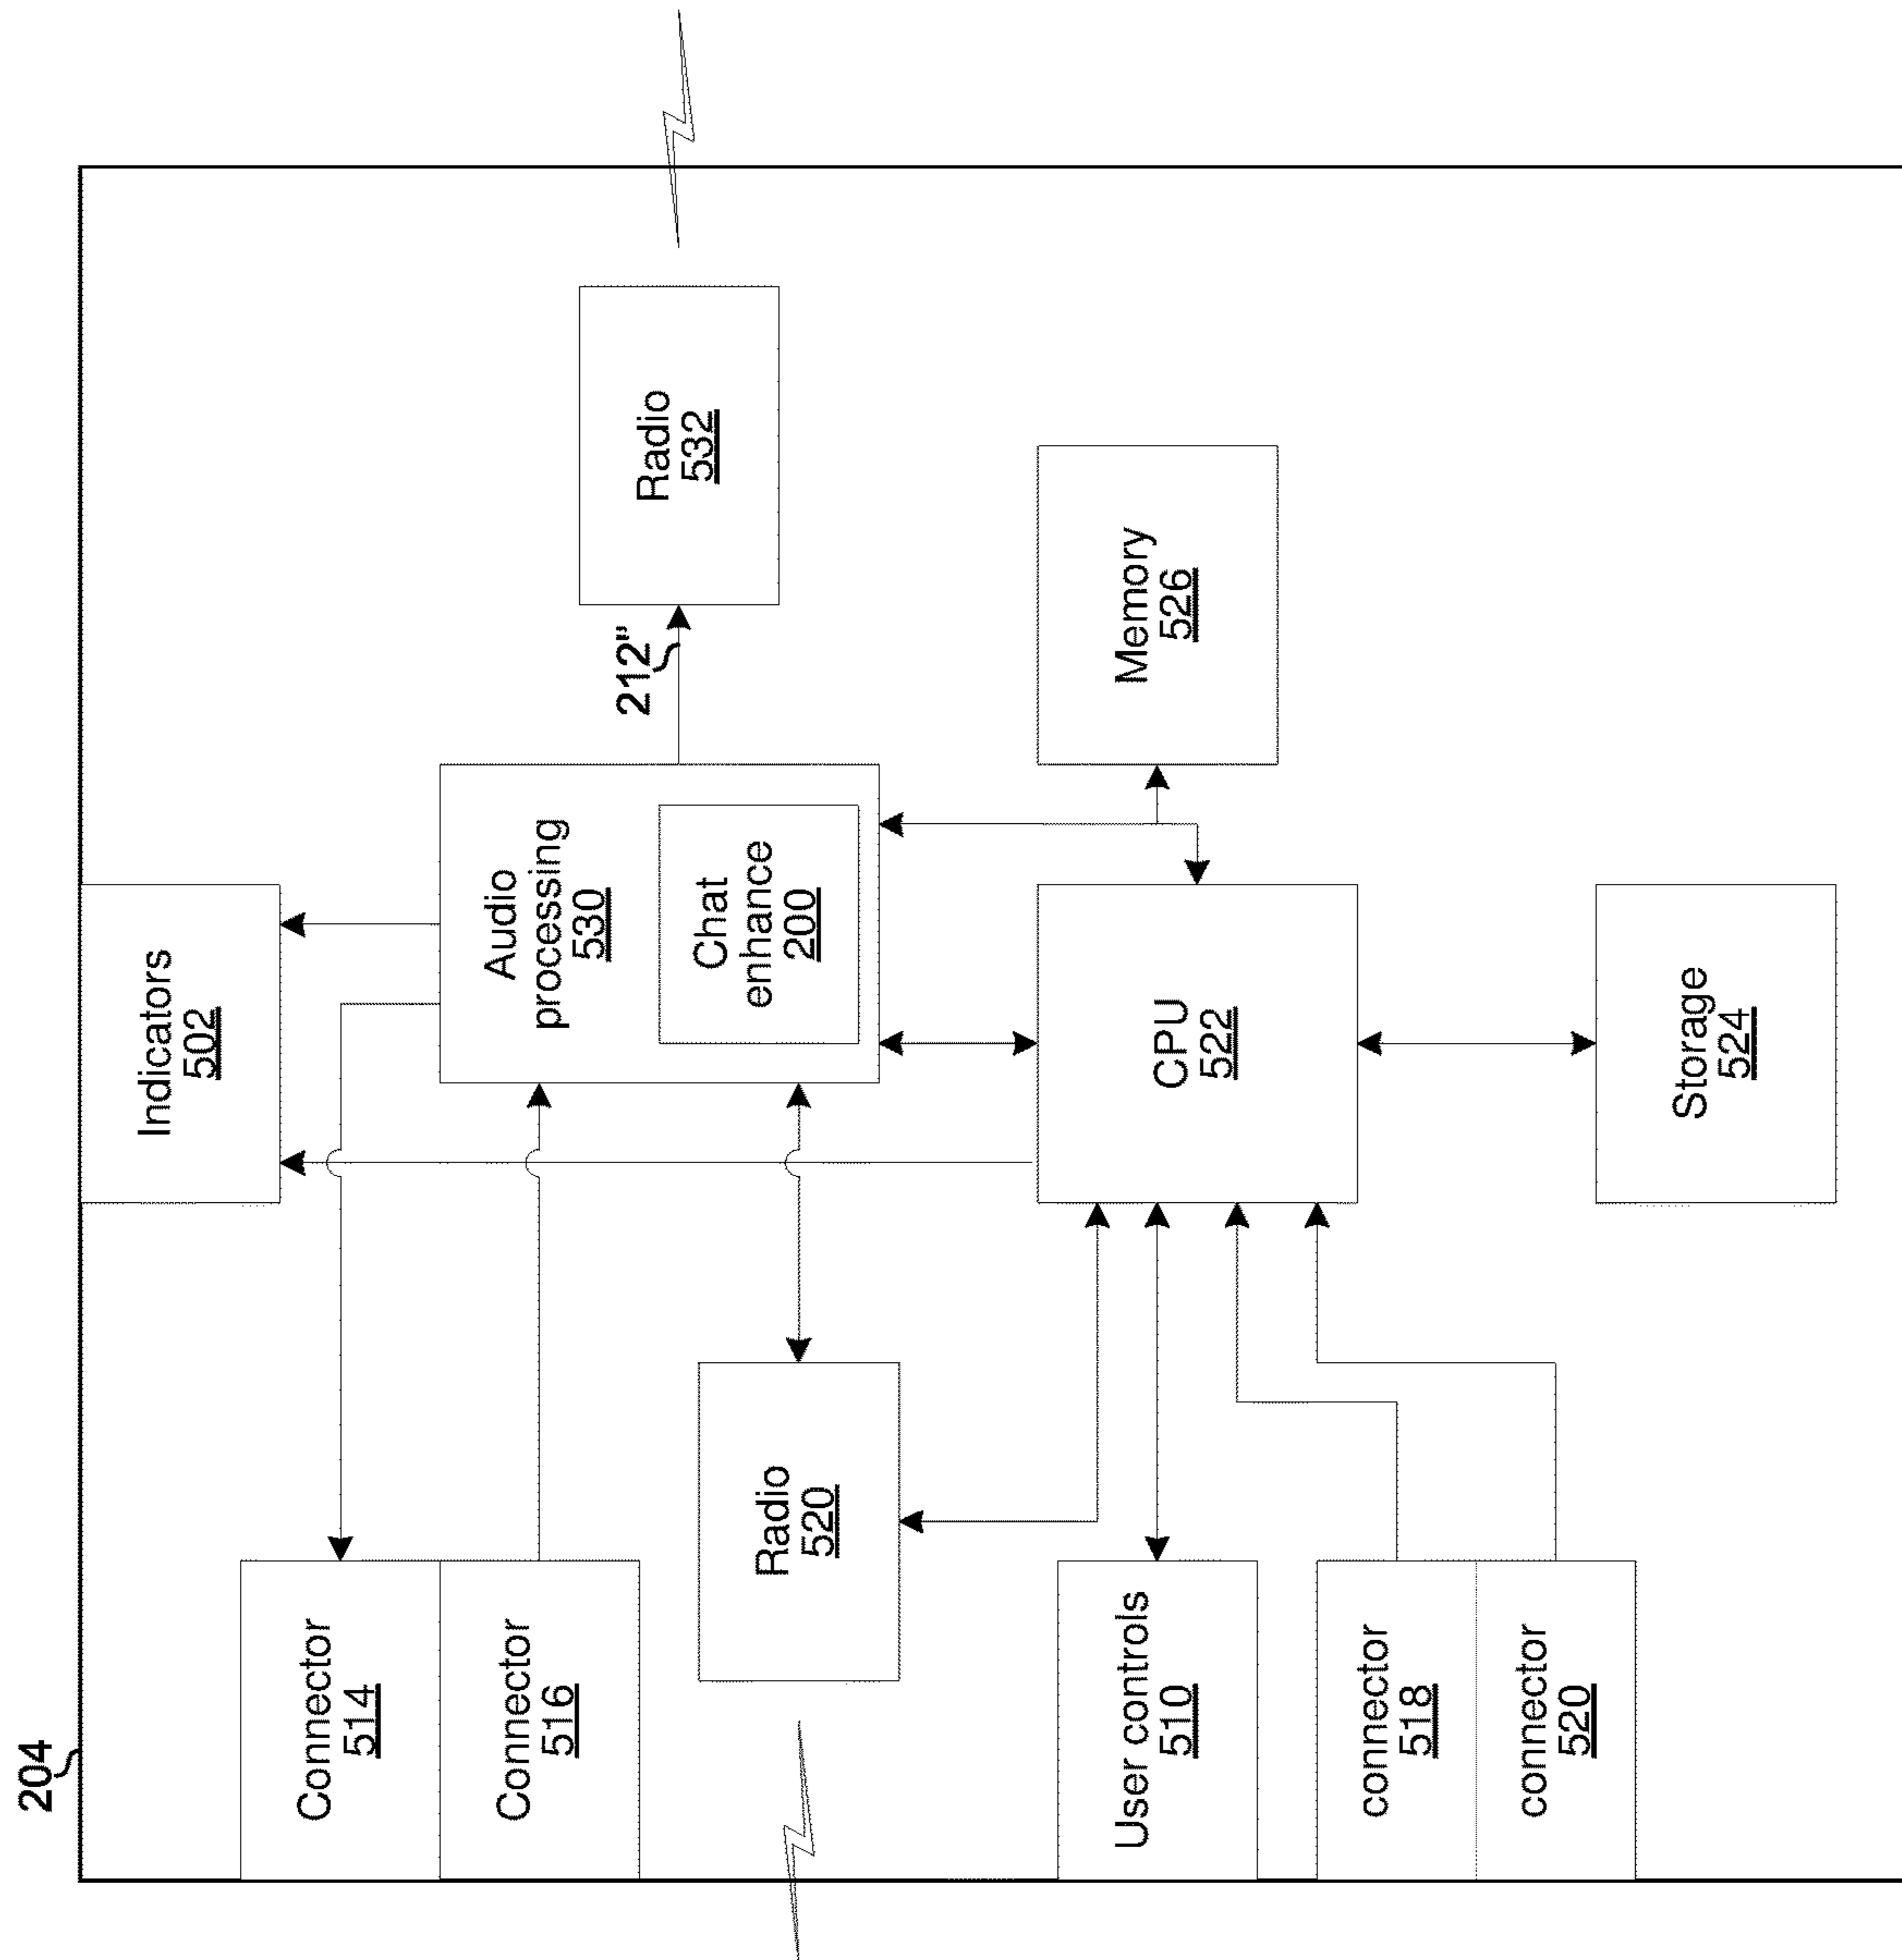 204
Indicators
502
Connector
514
Connector
516
Audio
processing
530
212"
Radio
532
Chat
enhance
200
Radio
520
User controls
510
Memory
526
CPU
522
connector
518
connector
520
Storage
524